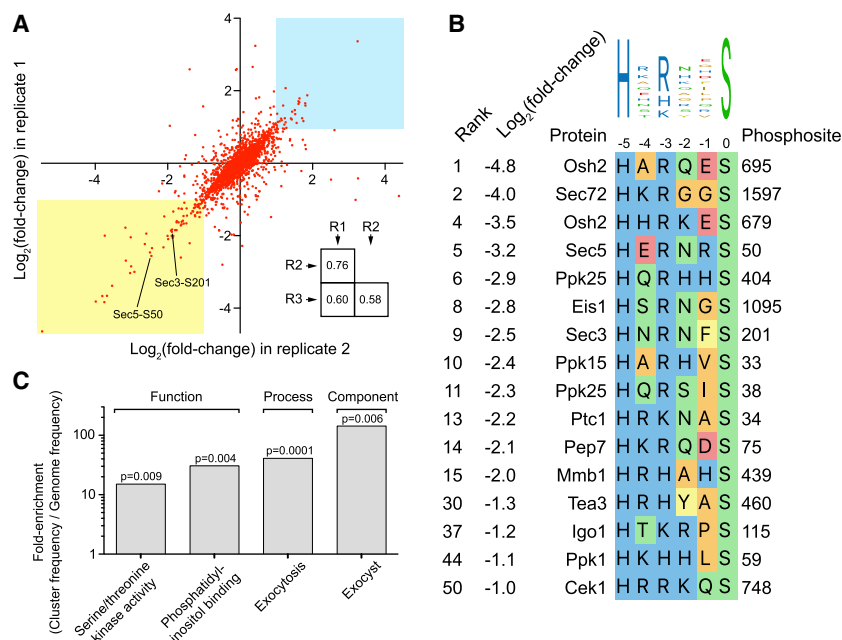 A
Log2(fold-change) in replicate 1
4
2
-4
-2
2
4
-2
-4
Sec3-S201
Sec5-S50
R1 R2
R2 0.76
R3 0.60 0.58
Log2(fold-change) in replicate 2
B
Rank Log2(fold-change) Protein -5 -4 -3 -2 -1 0 Phosphosite
1 -4.8 Osh2 H A R Q E S 695
2 -4.0 Sec72 H K R G G S 1597
4 -3.5 Osh2 H H R K E S 679
5 -3.2 Sec5 H E R N R S 50
6 -2.9 Ppk25 H Q R H H S 404
8 -2.8 Eis1 H S R N G S 1095
9 -2.5 Sec3 H N R N F S 201
10 -2.4 Ppk15 H A R H V S 33
11 -2.3 Ppk25 H Q R S I S 38
13 -2.2 Ptc1 H R K N A S 34
14 -2.1 Pep7 H K R Q D S 75
15 -2.0 Mmb1 H R H A H S 439
30 -1.3 Tea3 H R H Y A S 460
37 -1.2 Igo1 H T K R P S 115
44 -1.1 Ppk1 H K H H L S 59
50 -1.0 Cek1 H R R K Q S 748
C
Function Process Component
Fold-enrichment
(Cluster frequency / Genome frequency)
100
10
1
p=0.009
p=0.004
p=0.0001
p=0.006
Serine/threonine
kinase activity
Phosphatidyl-
inositol binding
Exocytosis
Exocyst